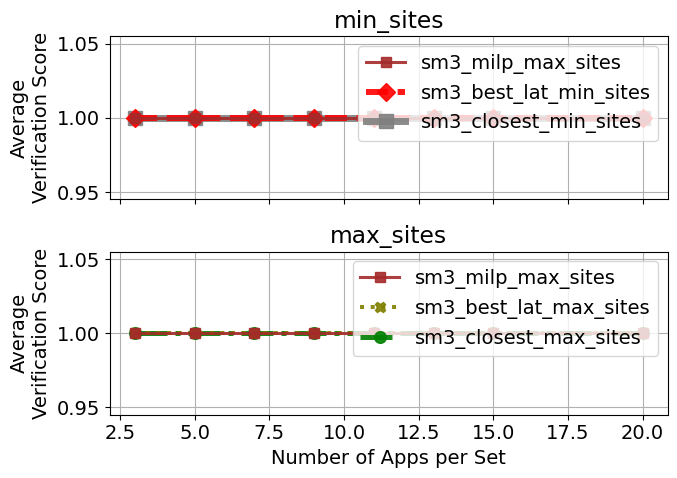 min_sites
1.05
1.00
0.95
Average
Verification Score
sm3_milp_max_sites
sm3_best_lat_min_sites
sm3_closest_min_sites
max_sites
1.05
1.00
0.95
Average
Verification Score
sm3_milp_max_sites
sm3_best_lat_max_sites
sm3_closest_max_sites
2.5 5.0 7.5 10.0 12.5 15.0 17.5 20.0
Number of Apps per Set